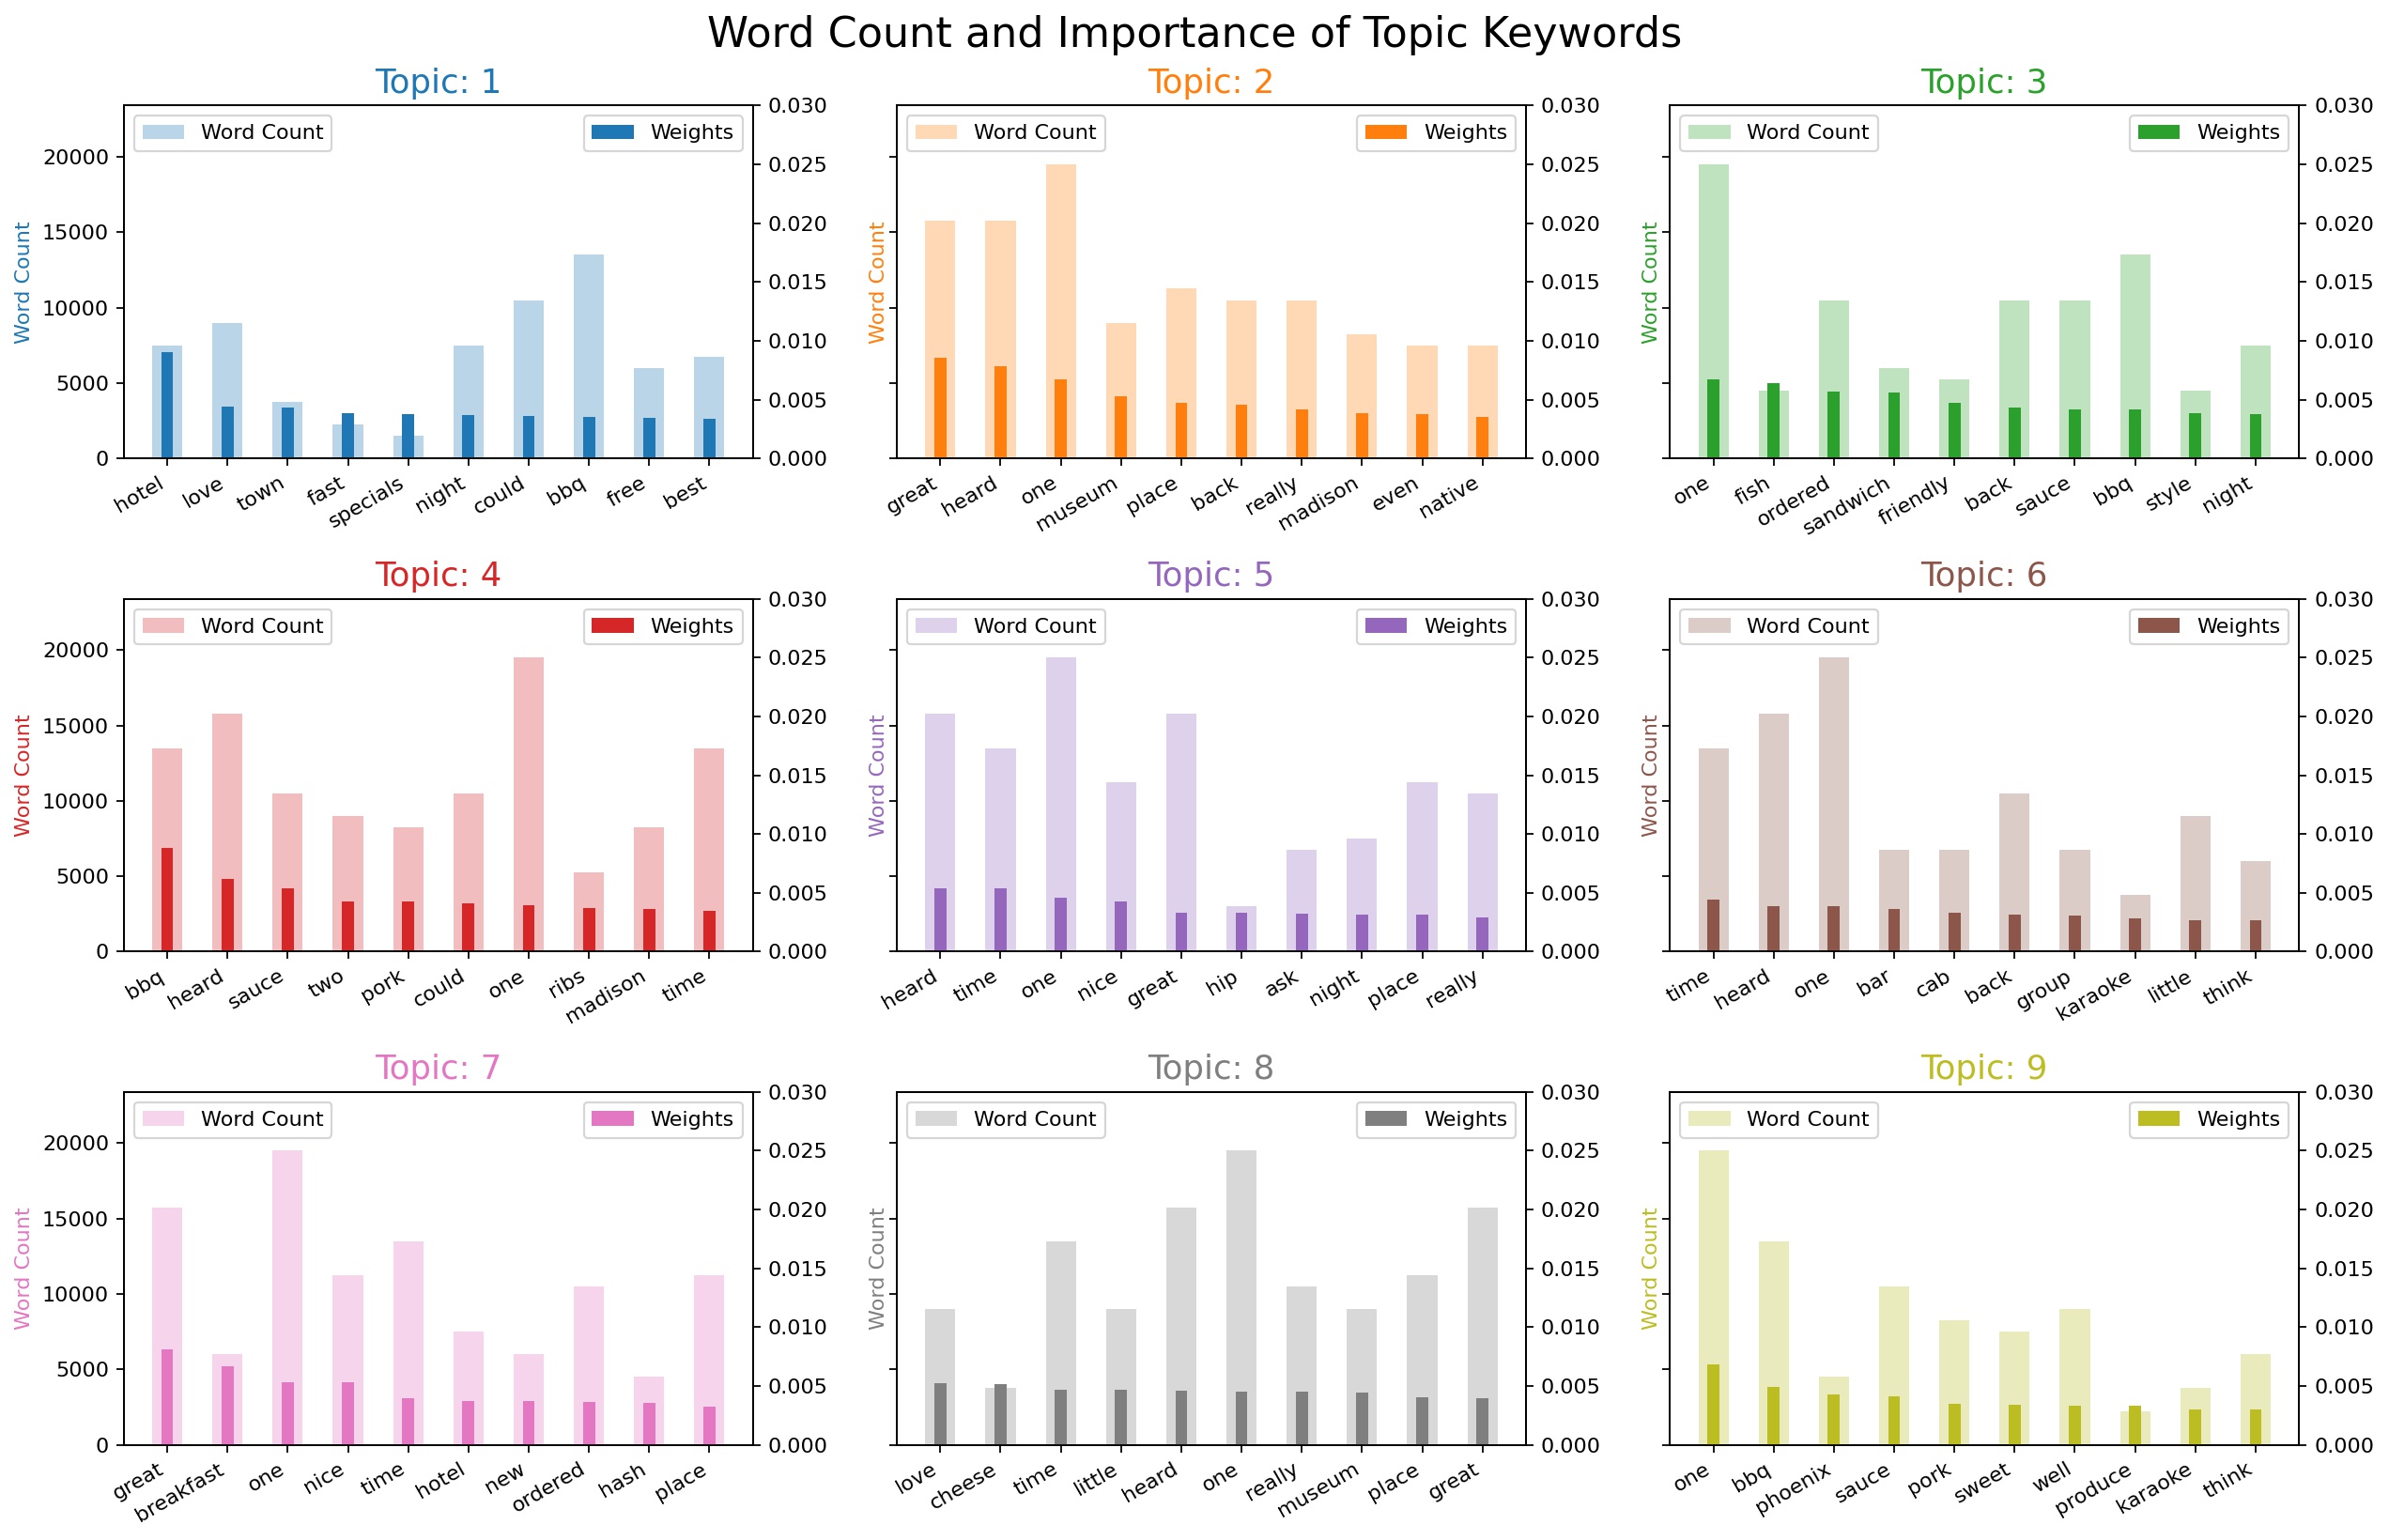 Word Count and Importance of Topic Keywords
Topic: 1
Word Count
Weights
Word Count
20000
15000
10000
5000
0
0.030
0.025
0.020
0.015
0.010
0.005
0.000
hotel love town fast specials night could bbq free best
Topic: 2
Word Count
Weights
Word Count
0.030
0.025
0.020
0.015
0.010
0.005
0.000
great heard one museum place back really madison even native
Topic: 3
Word Count
Weights
Word Count
0.030
0.025
0.020
0.015
0.010
0.005
0.000
one fish ordered sandwich friendly back sauce bbq style night
Topic: 4
Word Count
Weights
Word Count
20000
15000
10000
5000
0
0.030
0.025
0.020
0.015
0.010
0.005
0.000
bbq heard sauce two pork could one ribs madison time
Topic: 5
Word Count
Weights
Word Count
0.030
0.025
0.020
0.015
0.010
0.005
0.000
heard time one nice great hip ask night place really
Topic: 6
Word Count
Weights
Word Count
0.030
0.025
0.020
0.015
0.010
0.005
0.000
time heard one bar cab back group karaoke little think
Topic: 7
Word Count
Weights
Word Count
20000
15000
10000
5000
0
0.030
0.025
0.020
0.015
0.010
0.005
0.000
great breakfast one nice time hotel new ordered hash place
Topic: 8
Word Count
Weights
Word Count
0.030
0.025
0.020
0.015
0.010
0.005
0.000
love cheese time little heard one really museum place great
Topic: 9
Word Count
Weights
Word Count
0.030
0.025
0.020
0.015
0.010
0.005
0.000
one bbq phoenix sauce pork sweet well produce karaoke think